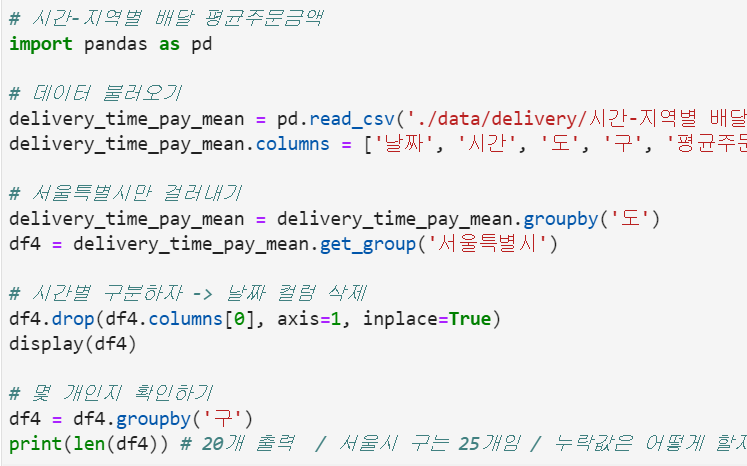 # 시간-지역별 배달 평균주문금액
import pandas as pd
# 데이터 불러오기
delivery_time_pay_mean = pd.read_csv('./data/delivery/시간-지역별 배달
delivery_time_pay_mean.columns = ['날짜', '시간', '도', '구', '평균주문
# 서울특별시만 걸러내기
delivery_time_pay_mean = delivery_time_pay_mean.groupby('도')
df4 = delivery_time_pay_mean.get_group('서울특별시')
# 시간별 구분하자 -> 날짜 컬럼 삭제
df4.drop(df4.columns[0], axis=1, inplace=True)
display(df4)
# 몇 개인지 확인하기
df4 = df4.groupby('구')
print(len(df4)) # 20개 출력  / 서울시 구는 25개임 / 누락값은 어떻게 할지